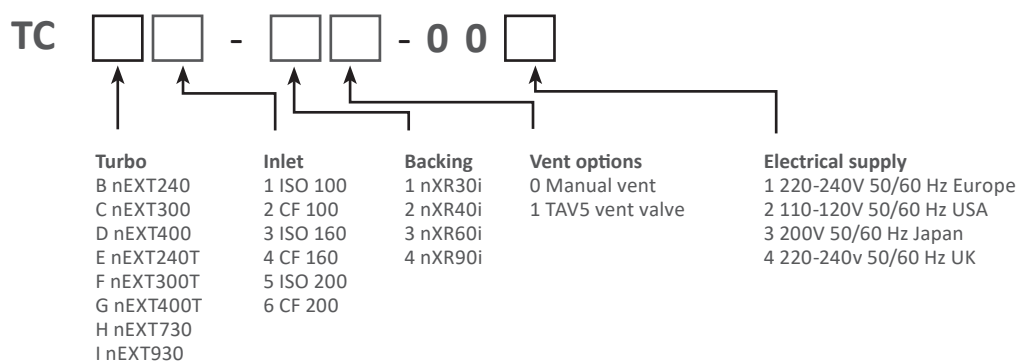 TC - - 0 0
Turbo
B nEXT240
C nEXT300
D nEXT400
E nEXT240T
F nEXT300T
G nEXT400T
H nEXT730
I nEXT930
Inlet
1 ISO 100
2 CF 100
3 ISO 160
4 CF 160
5 ISO 200
6 CF 200
Backing
1 nXR30i
2 nXR40i
3 nXR60i
4 nXR90i
Vent options
0 Manual vent
1 TAV5 vent valve
Electrical supply
1 220-240V 50/60 Hz Europe
2 110-120V 50/60 Hz USA
3 200V 50/60 Hz Japan
4 220-240v 50/60 Hz UK